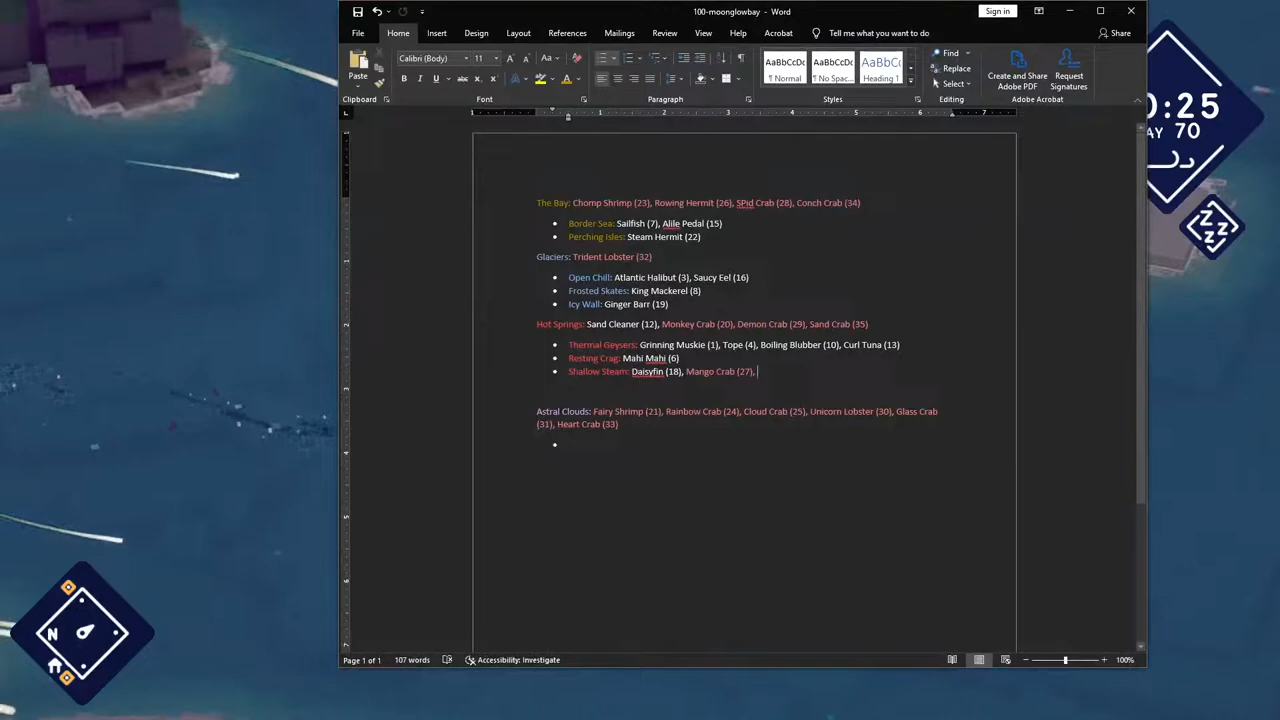 100-moonglowbay - Word
Sign in
File Home Insert Design Layout References Mailings Review View Help Acrobat Tell me what you want to do Share
Paste
Clipboard
Calibri (Body) 11
Font
Paragraph
AaBbCcDc AaBbCcDc AaBbCc
¶ Normal ¶ No Spac... Heading 1
Styles
Find
Replace
Select
Editing
Create and Share Adobe PDF
Request Signatures
Adobe Acrobat
0:25
AY 70
Z Z Z
N
The Bay: Chomp Shrimp (23), Rowing Hermit (26), SPid Crab (28), Conch Crab (34)
• Border Sea: Sailfish (7), Alile Pedal (15)
• Perching Isles: Steam Hermit (22)
Glaciers: Trident Lobster (32)
• Open Chill: Atlantic Halibut (3), Saucy Eel (16)
• Frosted Skates: King Mackerel (8)
• Icy Wall: Ginger Barr (19)
Hot Springs: Sand Cleaner (12), Monkey Crab (20), Demon Crab (29), Sand Crab (35)
• Thermal Geysers: Grinning Muskie (1), Tope (4), Boiling Blubber (10), Curl Tuna (13)
• Resting Crag: Mahi Mahi (6)
• Shallow Steam: Daisyfin (18), Mango Crab (27),
Astral Clouds: Fairy Shrimp (21), Rainbow Crab (24), Cloud Crab (25), Unicorn Lobster (30), Glass Crab
(31), Heart Crab (33)
•
Page 1 of 1 107 words Accessibility: Investigate 100%